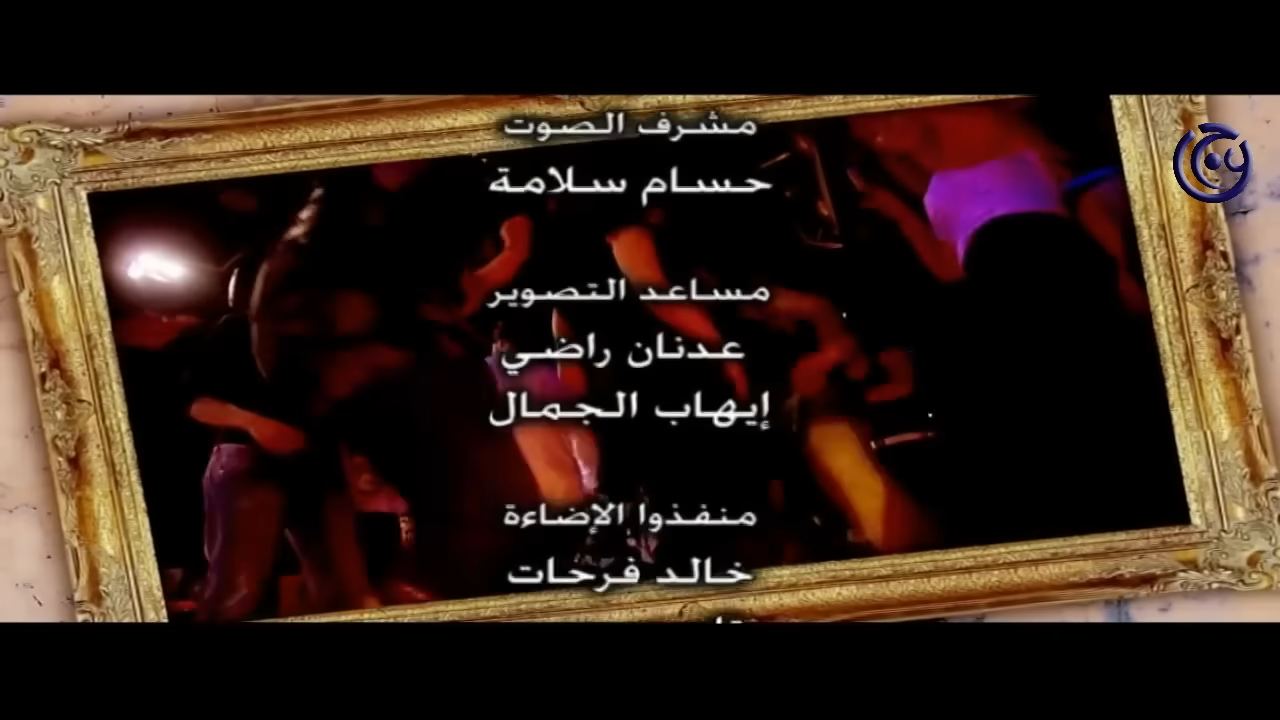 مشرف الصوت
حسام سلامة
مساعد التصوير
عدنان راضي
إيهاب الجمال
منفذوا الإضاءة
خالد فرحات